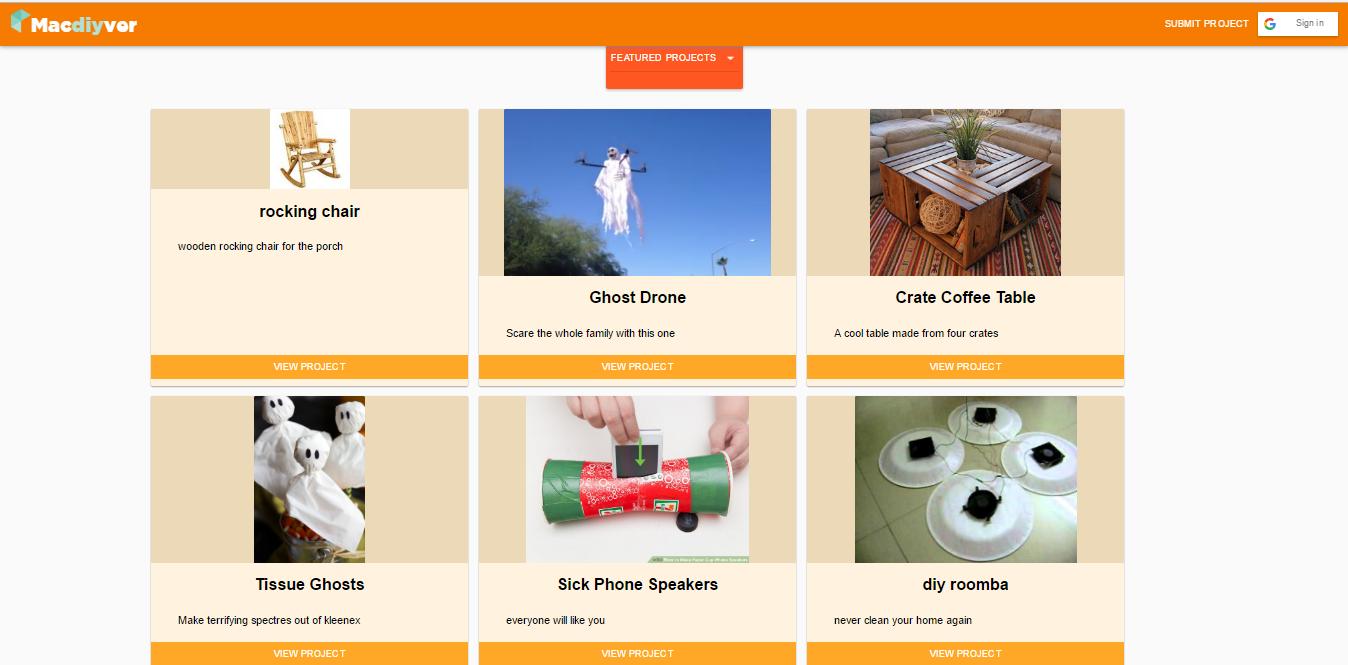 Macdiyver
SUBMIT PROJECT
Sign in
FEATURED PROJECTS
rocking chair
wooden rocking chair for the porch
VIEW PROJECT
Ghost Drone
Scare the whole family with this one
VIEW PROJECT
Crate Coffee Table
A cool table made from four crates
VIEW PROJECT
Tissue Ghosts
Make terrifying spectres out of kleenex
VIEW PROJECT
Sick Phone Speakers
everyone will like you
VIEW PROJECT
diy roomba
never clean your home again
VIEW PROJECT